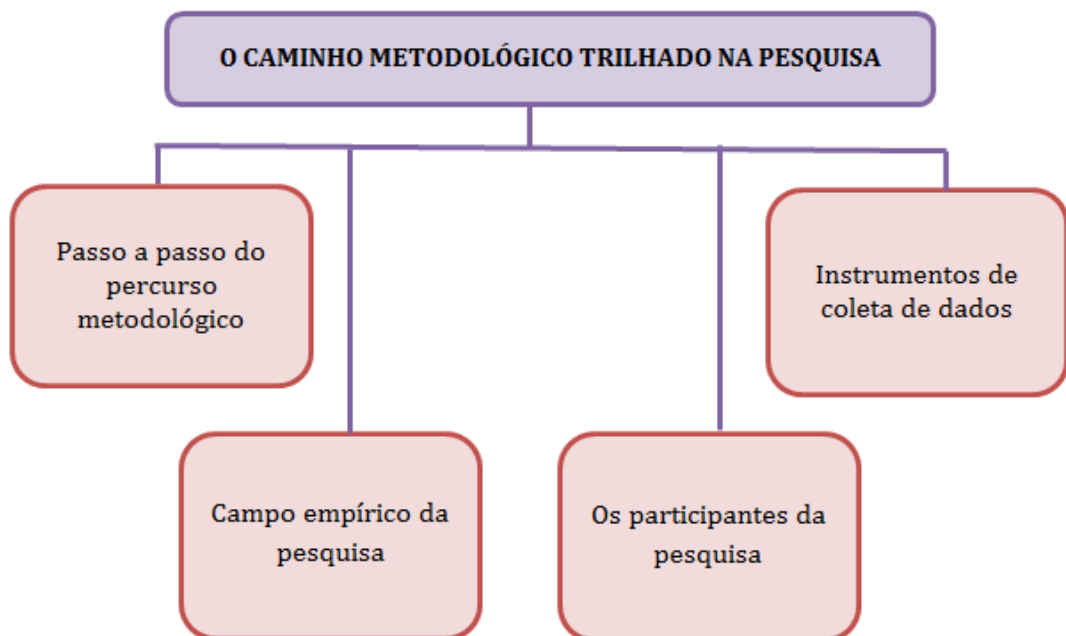 O CAMINHO METODOLÓGICO TRILHADO NA PESQUISA
Passo a passo do
percurso
metodológico
Campo empírico da
pesquisa
Os participantes da
pesquisa
Instrumentos de
coleta de dados